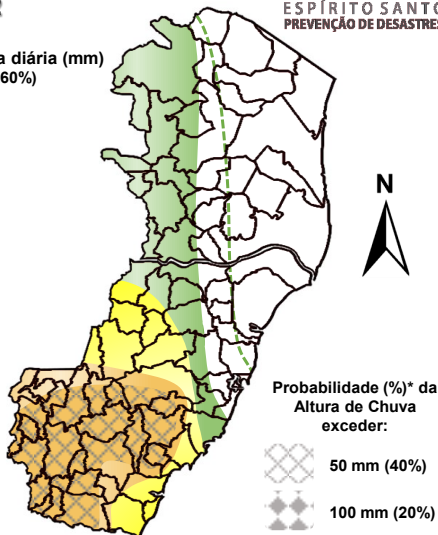 ESPÍRITO SANTO
PREVENÇÃO DE DESASTRES
a diária (mm)
60%)
N
Probabilidade (%)* da
Altura de Chuva
exceder:
50 mm (40%)
100 mm (20%)